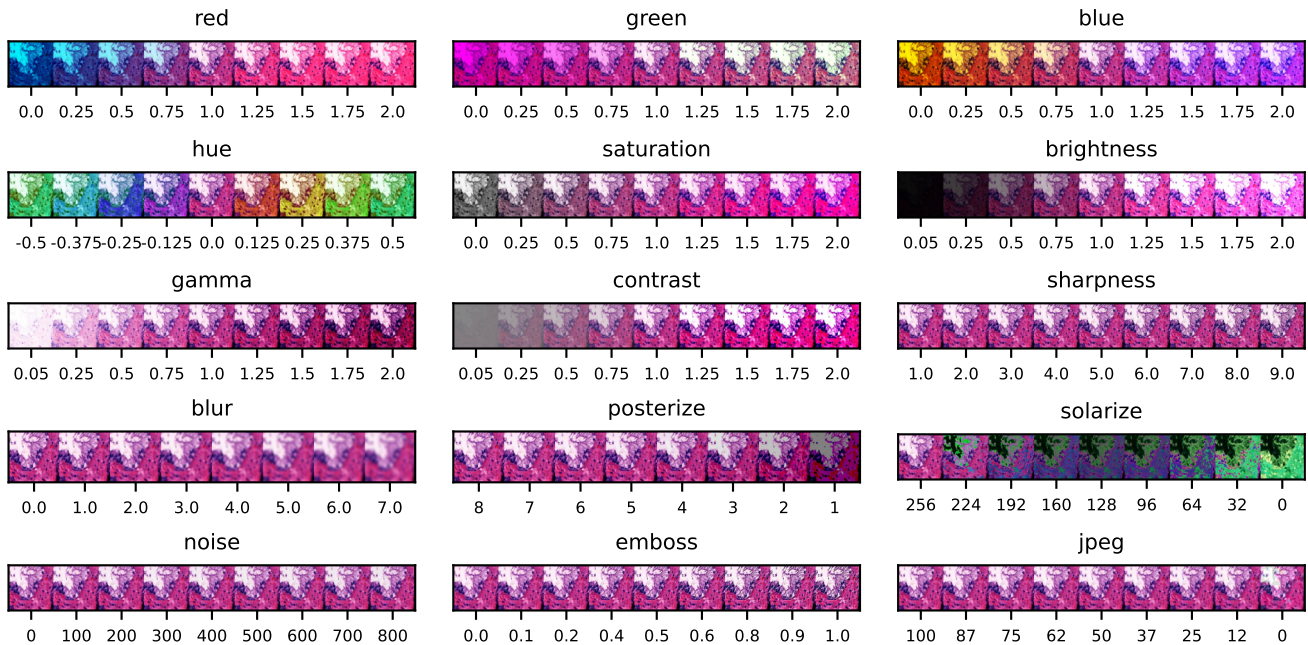 red green blue
0.0 0.25 0.5 0.75 1.0 1.25 1.5 1.75 2.0 0.0 0.25 0.5 0.75 1.0 1.25 1.5 1.75 2.0 0.0 0.25 0.5 0.75 1.0 1.25 1.5 1.75 2.0
hue saturation brightness
-0.5 -0.375 -0.25 -0.125 0.0 0.125 0.25 0.375 0.5 0.0 0.25 0.5 0.75 1.0 1.25 1.5 1.75 2.0 0.05 0.25 0.5 0.75 1.0 1.25 1.5 1.75 2.0
gamma contrast sharpness
0.05 0.25 0.5 0.75 1.0 1.25 1.5 1.75 2.0 0.05 0.25 0.5 0.75 1.0 1.25 1.5 1.75 2.0 1.0 2.0 3.0 4.0 5.0 6.0 7.0 8.0 9.0
blur posterize solarize
0.0 1.0 2.0 3.0 4.0 5.0 6.0 7.0 8 7 6 5 4 3 2 1 256 224 192 160 128 96 64 32 0
noise emboss jpeg
0 100 200 300 400 500 600 700 800 0.0 0.1 0.2 0.4 0.5 0.6 0.8 0.9 1.0 100 87 75 62 50 37 25 12 0